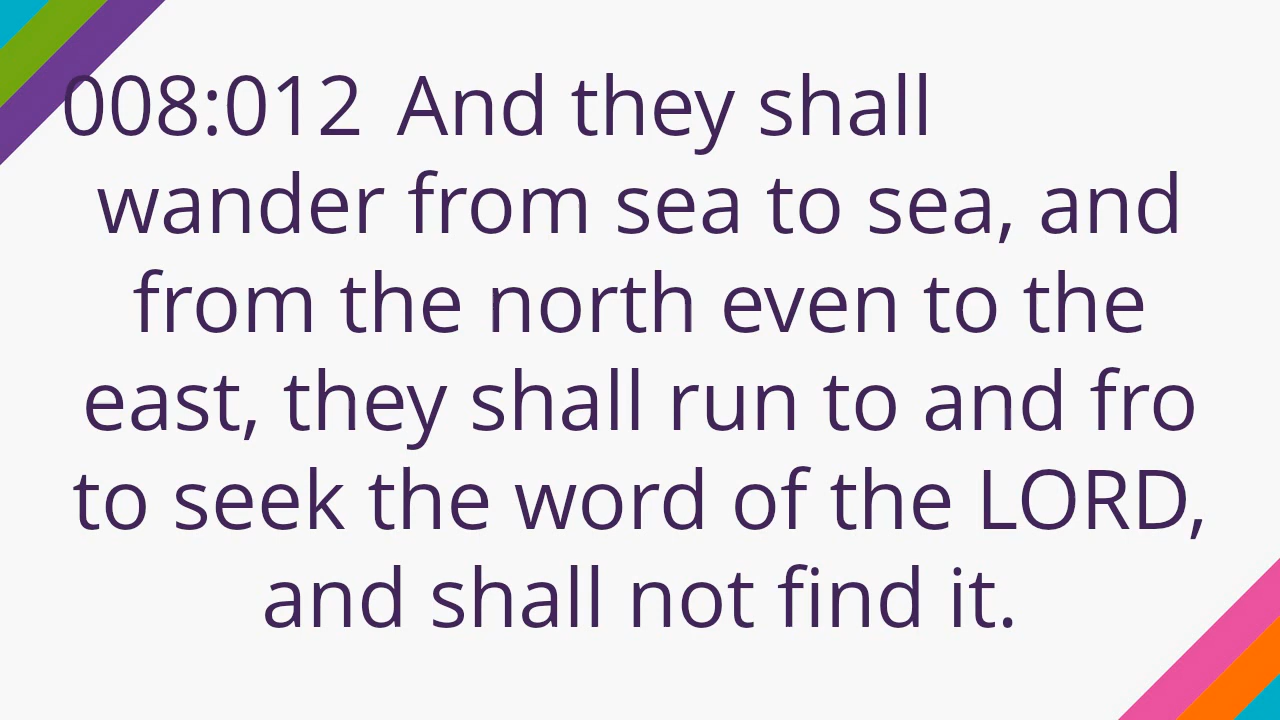 008:012 And they shall
wander from sea to sea, and
from the north even to the
east, they shall run to and fro
to seek the word of the LORD,
and shall not find it.